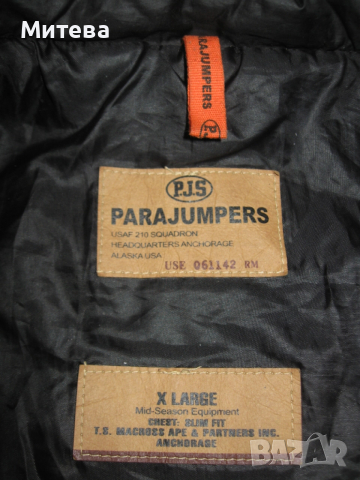 Митева
PARAJUMPERS
P.J.S
PARAJUMPERS
USAF 210 SQUADRON
HEADQUARTERS ANCHORAGE
ALASKA USA
USE 061142 RM
X LARGE
Mid-Season Equipment
CHEST: SLIM FIT
T.S. MACROSS APE & PARTNERS INC.
ANCHORAGE
BAZAR